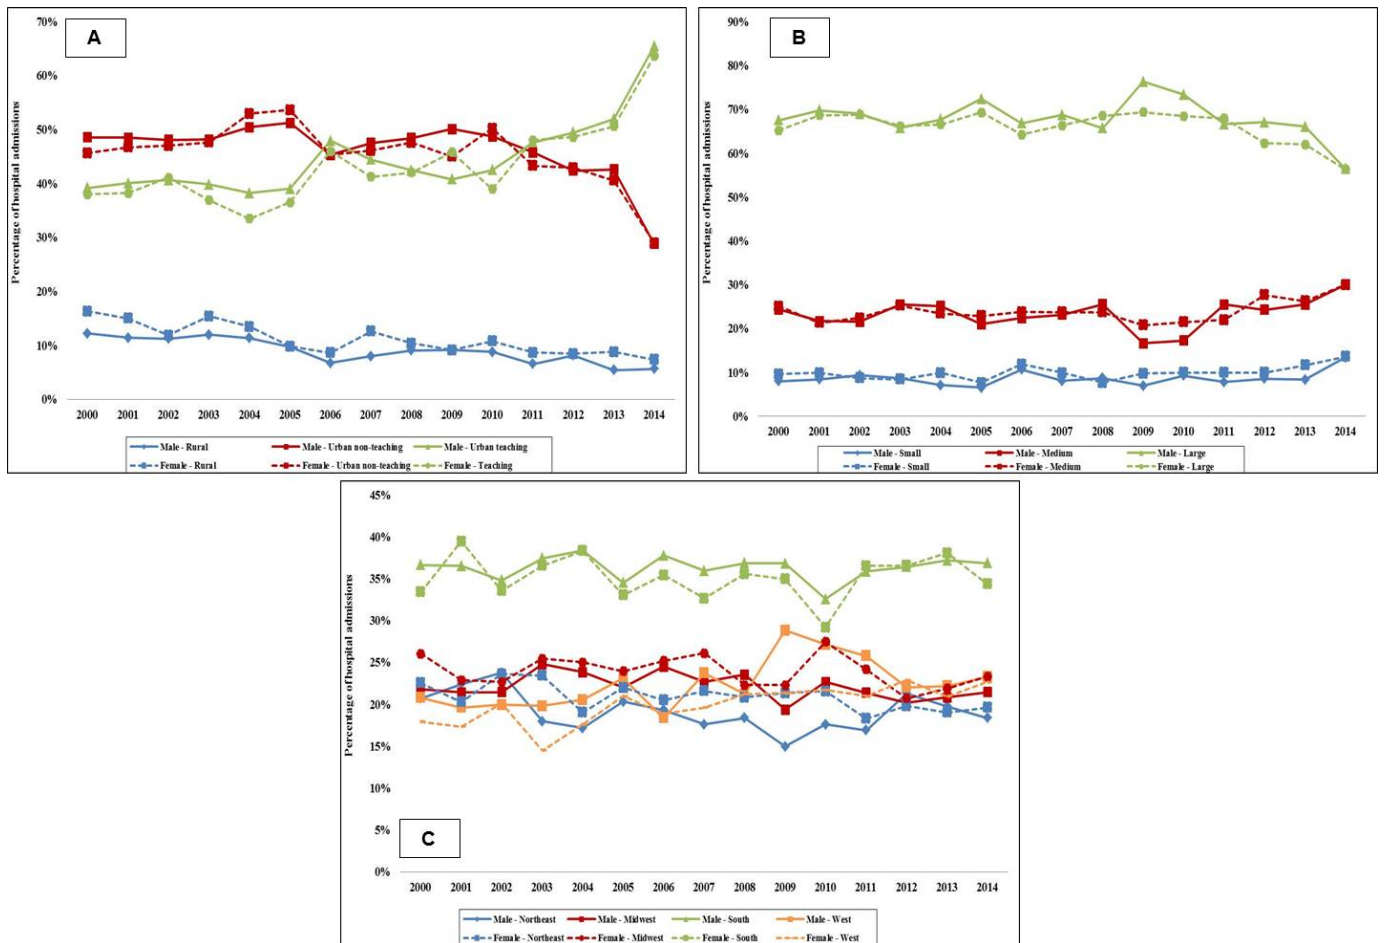 A
Percentage of hospital admissions
70%
60%
50%
40%
30%
20%
10%
0%
2000 2001 2002 2003 2004 2005 2006 2007 2008 2009 2010 2011 2012 2013 2014
Male - Rural Male - Urban non-teaching Male - Urban teaching
Female - Rural Female - Urban non-teaching Female - Teaching
B
Percentage of hospital admissions
90%
80%
70%
60%
50%
40%
30%
20%
10%
0%
2000 2001 2002 2003 2004 2005 2006 2007 2008 2009 2010 2011 2012 2013 2014
Male - Small Male - Medium Male - Large
Female - Small Female - Medium Female - Large
C
Percentage of hospital admissions
45%
40%
35%
30%
25%
20%
15%
10%
5%
0%
2000 2001 2002 2003 2004 2005 2006 2007 2008 2009 2010 2011 2012 2013 2014
Male - Northeast Male - Midwest Male - South Male - West
Female - Northeast Female - Midwest Female - South Female - West